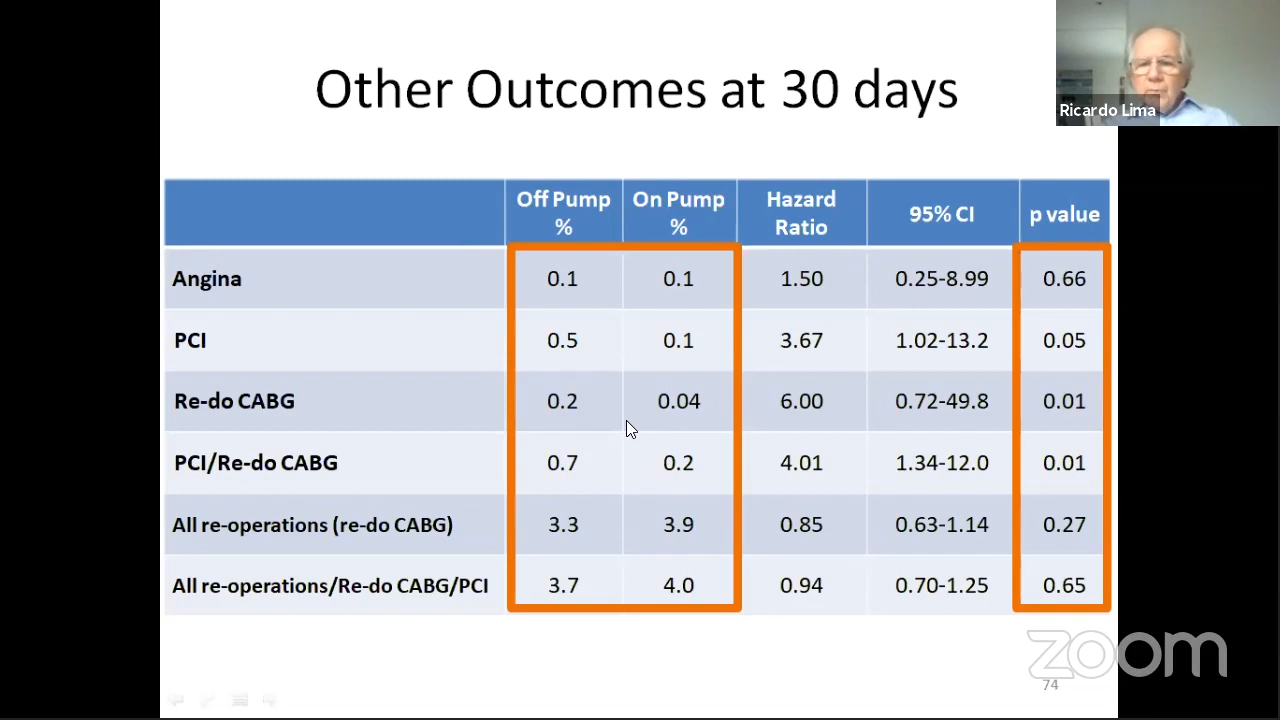 Other Outcomes at 30 days
Ricardo Lima
Off Pump % On Pump % Hazard Ratio 95% CI p value
Angina 0.1 0.1 1.50 0.25-8.99 0.66
PCI 0.5 0.1 3.67 1.02-13.2 0.05
Re-do CABG 0.2 0.04 6.00 0.72-49.8 0.01
PCI/Re-do CABG 0.7 0.2 4.01 1.34-12.0 0.01
All re-operations (re-do CABG) 3.3 3.9 0.85 0.63-1.14 0.27
All re-operations/Re-do CABG/PCI 3.7 4.0 0.94 0.70-1.25 0.65
zoom
74